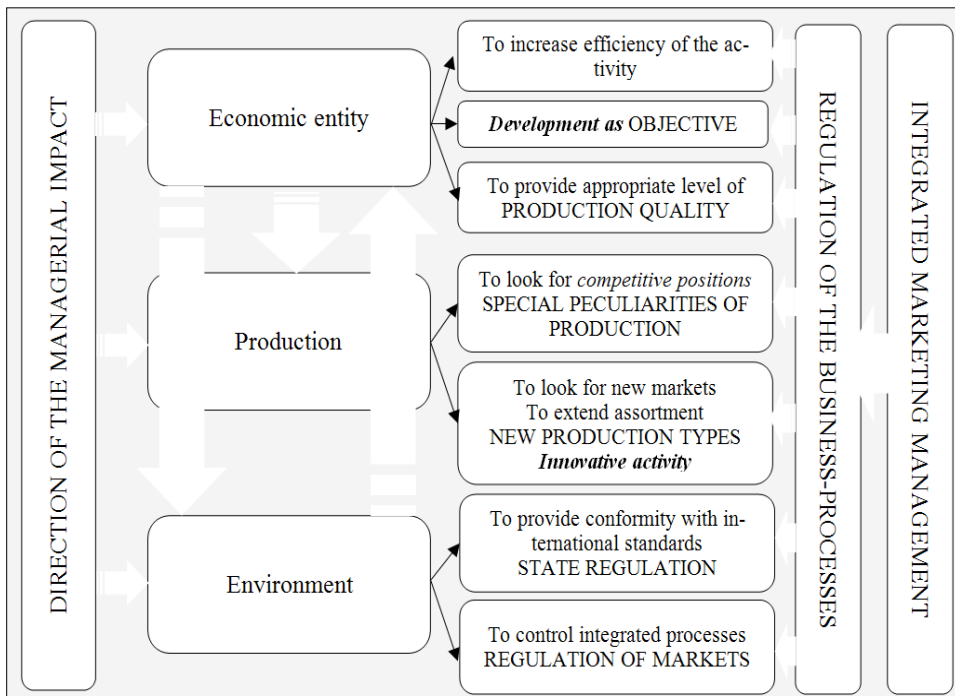 DIRECTION OF THE MANAGERIAL IMPACT
Economic entity
To increase efficiency of the ac-
tivity
Development as OBJECTIVE
To provide appropriate level of
PRODUCTION QUALITY
Production
To look for competitive positions
SPECIAL PECULIARITIES OF
PRODUCTION
To look for new markets
To extend assortment
NEW PRODUCTION TYPES
Innovative activity
Environment
To provide conformity with in-
ternational standards
STATE REGULATION
To control integrated processes
REGULATION OF MARKETS
REGULATION OF THE BUSINESS-PROCESSES
INTEGRATED MARKETING MANAGEMENT